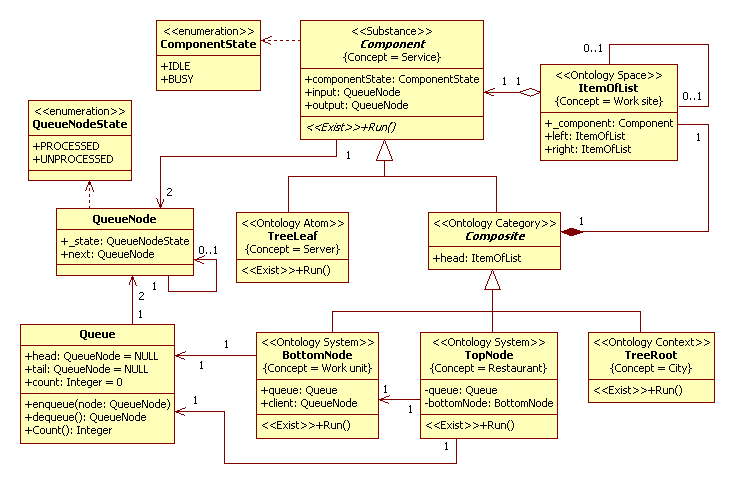 <<enumeration>>
ComponentState
+IDLE
+BUSY
<<Substance>>
Component
{Concept = Service}
+componentState: ComponentState
+input: QueueNode
+output: QueueNode
<<Exist>>+Run()
0..1
<<Ontology Space>>
ItemOfList
{Concept = Work site}
+_component: Component
+left: ItemOfList
+right: ItemOfList
1
1
0..1
1
<<enumeration>>
QueueNodeState
+PROCESSED
+UNPROCESSED
1
2
QueueNode
+_state: QueueNodeState
+next: QueueNode
0..1
1
<<Ontology Atom>>
TreeLeaf
{Concept = Server}
<<Exist>>+Run()
<<Ontology Category>>
Composite
+head: ItemOfList
1
2
1
Queue
+head: QueueNode = NULL
+tail: QueueNode = NULL
+count: Integer = 0
+enqueue(node: QueueNode)
+dequeue(): QueueNode
+Count(): Integer
1
1
<<Ontology System>>
BottomNode
{Concept = Work unit}
+queue: Queue
+client: QueueNode
<<Exist>>+Run()
1
1
<<Ontology System>>
TopNode
{Concept = Restaurant}
-queue: Queue
-bottomNode: BottomNode
<<Exist>>+Run()
<<Ontology Context>>
TreeRoot
{Concept = City}
<<Exist>>+Run()
1
1